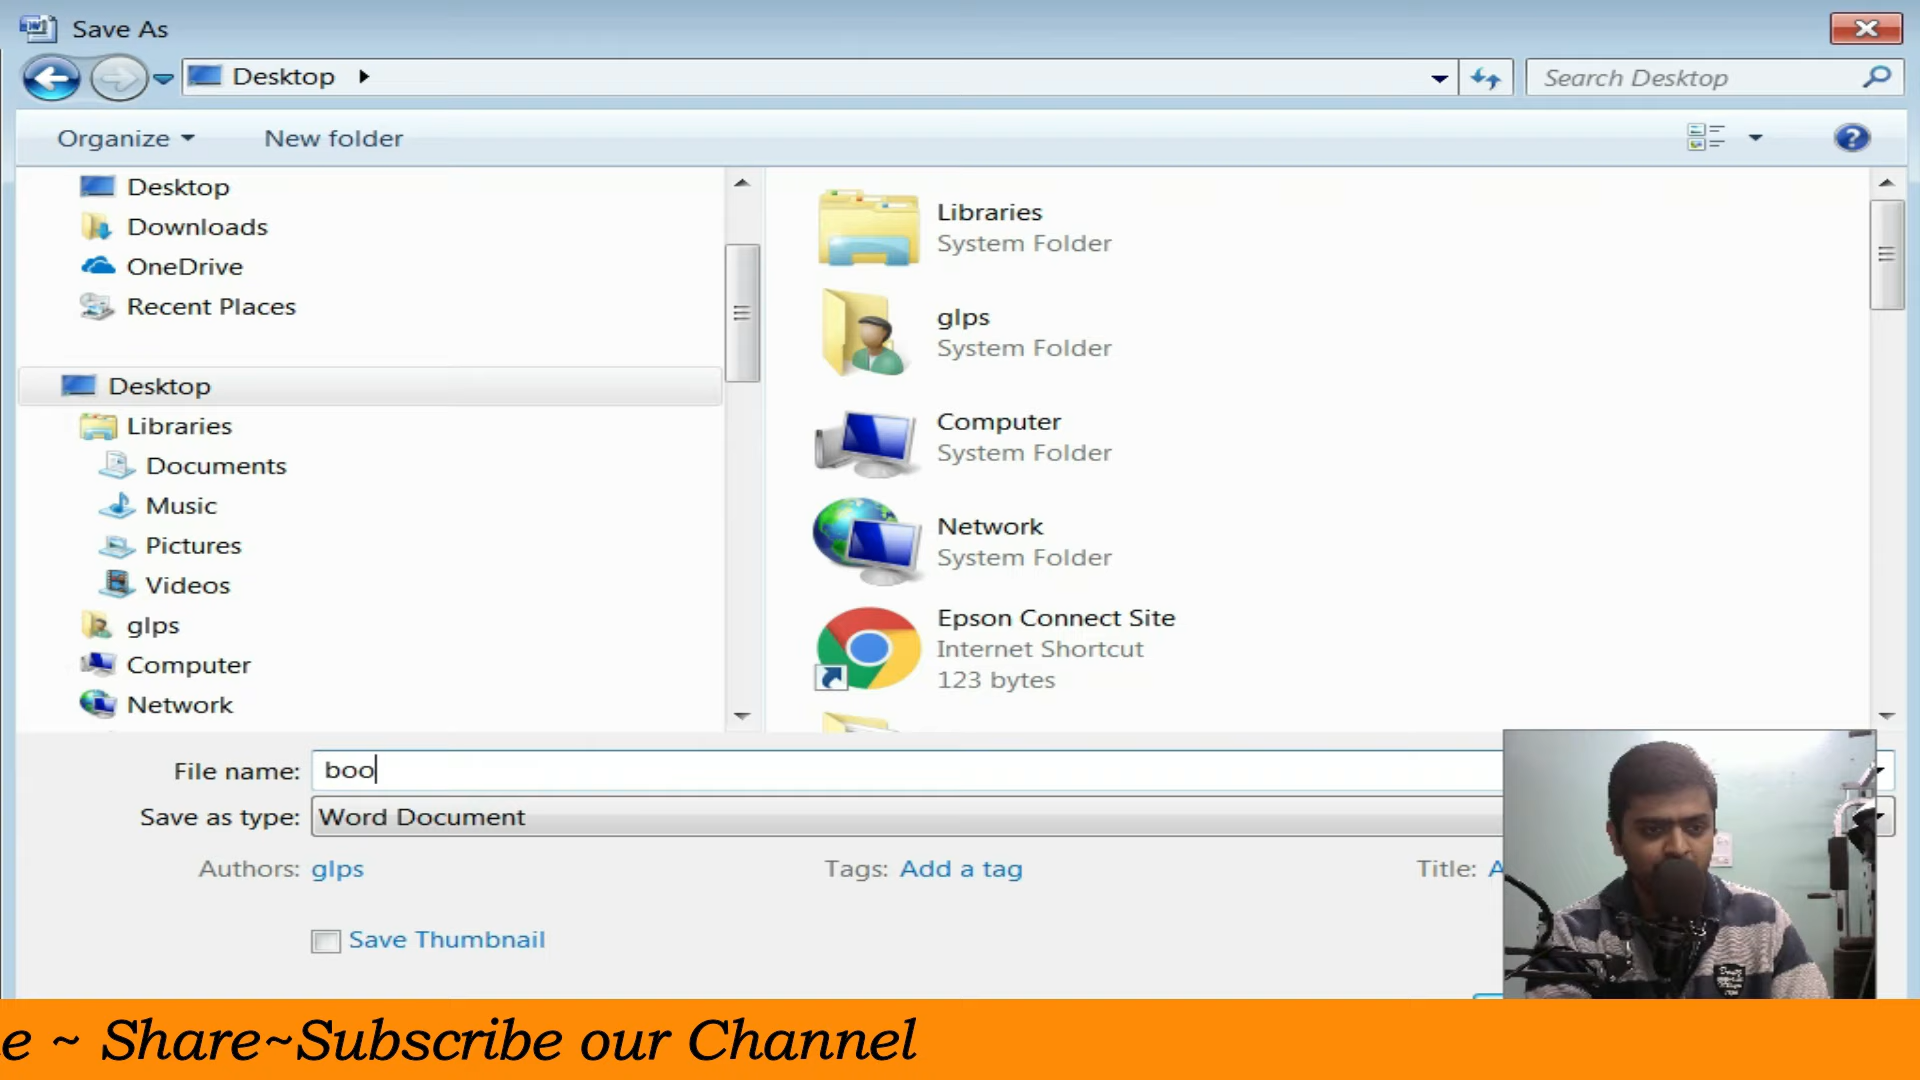 Save As
Desktop
Search Desktop
Organize
New folder
Desktop
Downloads
OneDrive
Recent Places
Desktop
Libraries
Documents
Music
Pictures
Videos
glps
Computer
Network
Libraries
System Folder
glps
System Folder
Computer
System Folder
Network
System Folder
Epson Connect Site
Internet Shortcut
123 bytes
File name: boo
Save as type: Word Document
Authors: glps
Tags: Add a tag
Title:
Save Thumbnail
e ~ Share~Subscribe our Channel